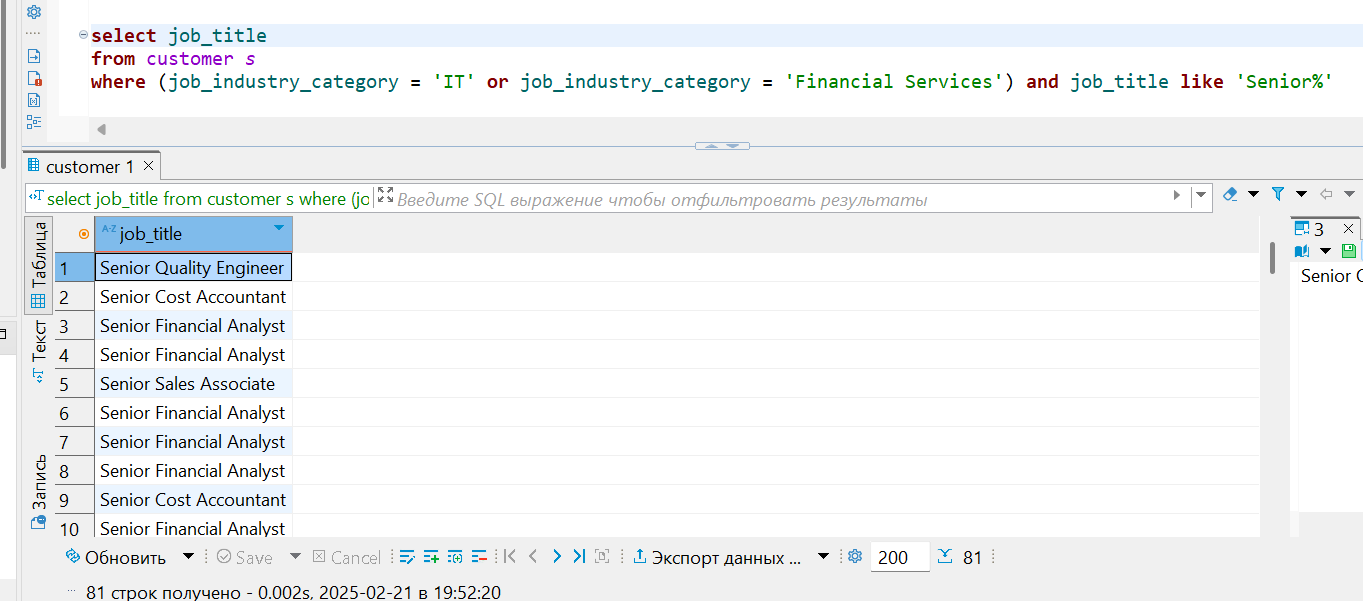 select job_title
from customer s
where (job_industry_category = 'IT' or job_industry_category = 'Financial Services') and job_title like 'Senior%'
customer 1
select job_title from customer s where (jo
Введите SQL выражение чтобы отфильтровать результаты
Таблица
Текст
Запись
A-Z job_title
1 Senior Quality Engineer
2 Senior Cost Accountant
3 Senior Financial Analyst
4 Senior Financial Analyst
5 Senior Sales Associate
6 Senior Financial Analyst
7 Senior Financial Analyst
8 Senior Financial Analyst
9 Senior Cost Accountant
10 Senior Financial Analyst
3
Senior
Обновить Save Cancel Экспорт данных ... 200 81
81 строк получено - 0.002s, 2025-02-21 в 19:52:20